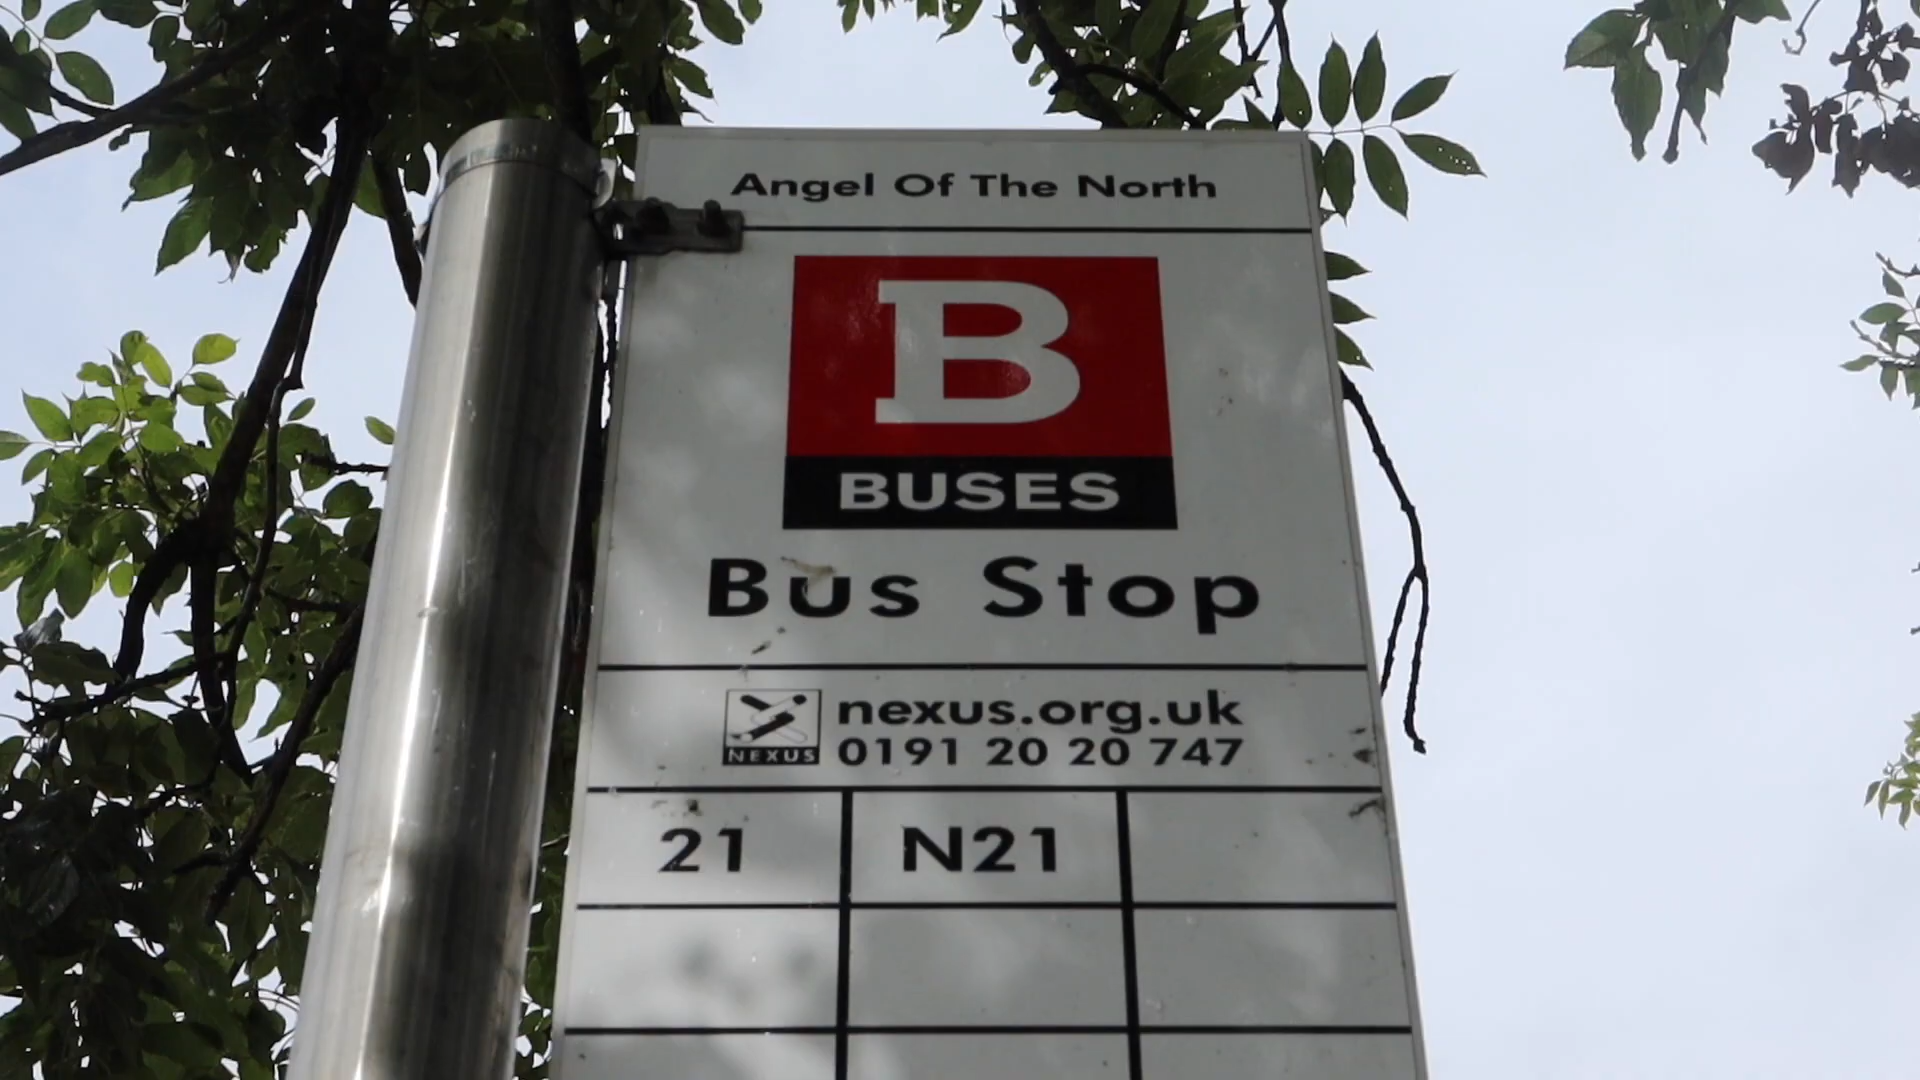 Angel Of The North
B
BUSES
Bus Stop
NEXUS
nexus.org.uk
0191 20 20 747
21 N21